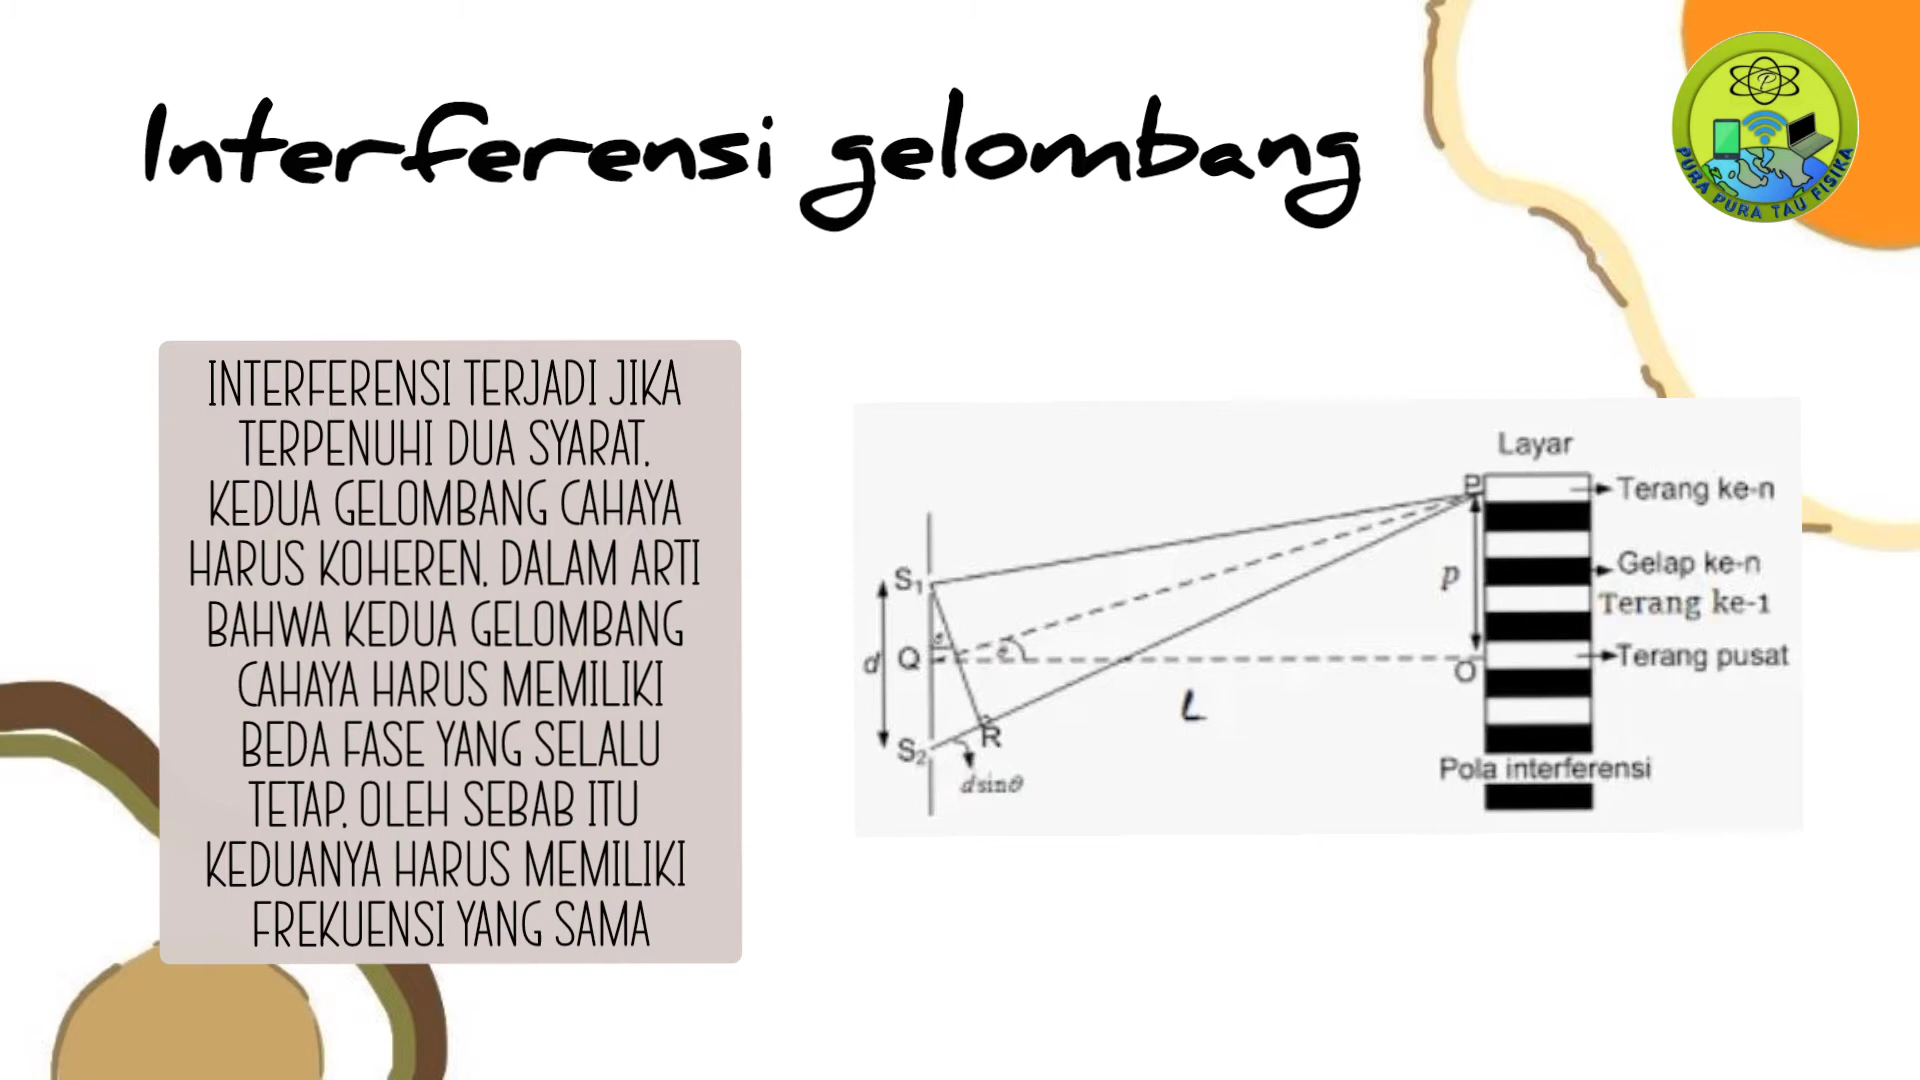 Interferensi gelombang
PURA PURA TAU FISIKA
INTERFERENSI TERJADI JIKA
TERPENUHI DUA SYARAT,
KEDUA GELOMBANG CAHAYA
HARUS KOHEREN, DALAM ARTI
BAHWA KEDUA GELOMBANG
CAHAYA HARUS MEMILIKI
BEDA FASE YANG SELALU
TETAP, OLEH SEBAB ITU
KEDUANYA HARUS MEMILIKI
FREKUENSI YANG SAMA
Layar
P
Terang ke-n
Gelap ke-n
S1
p
Terang ke-1
d
Q
Terang pusat
O
L
R
S2
d sin θ
Pola interferensi